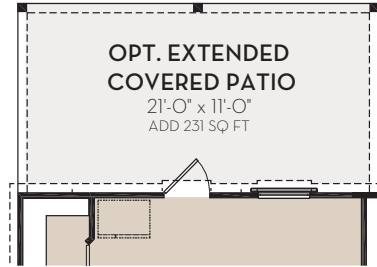 OPT. EXTENDED
COVERED PATIO
21'-0" x 11'-0"
ADD 231 SQ FT